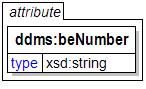 attribute
ddms:beNumber
type xsd:string